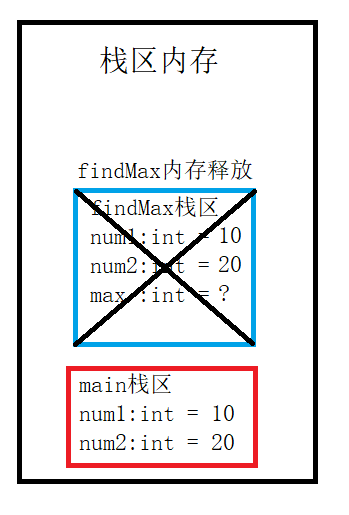 栈区内存
findMax内存释放
findMax栈区
num1:int = 10
num2:int = 20
max :int = ?
main栈区
num1:int = 10
num2:int = 20